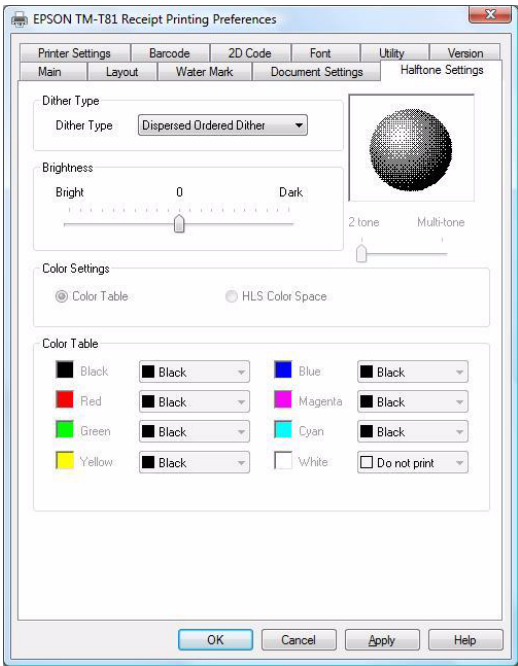 EPSON TM-T81 Receipt Printing Preferences
Printer Settings Barcode 2D Code Font Utility Version
Main Layout Water Mark Document Settings Halftone Settings
Dither Type
Dither Type Dispersed Ordered Dither
Brightness
Bright 0 Dark
2 tone Multi-tone
Color Settings
Color Table HLS Color Space
Color Table
Black Black Blue Black
Red Black Magenta Black
Green Black Cyan Black
Yellow Black White Do not print
OK Cancel Apply Help